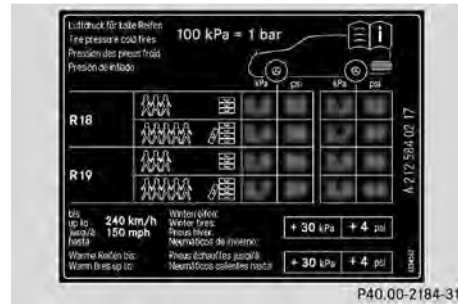 Luftdruck für kalte Reifen
Tire pressure cold tires
Pression des pneus froid
Presión de inflado
100 kPa = 1 bar
i
kPa psi kPa psi
R18
R19
bis
up to
jusqu'à
hasta
240 km/h
150 mph
Winterreifen:
Winter tires:
Pneus hiver:
Neumáticos de invierno:
+ 30 kPa + 4 psi
Warme Reifen bis:
Warm tires up to:
Pneus échauffés jusqu'à:
Neumáticos calientes hasta:
+ 30 kPa + 4 psi
A 212 584 02 17
P40.00-2184-31